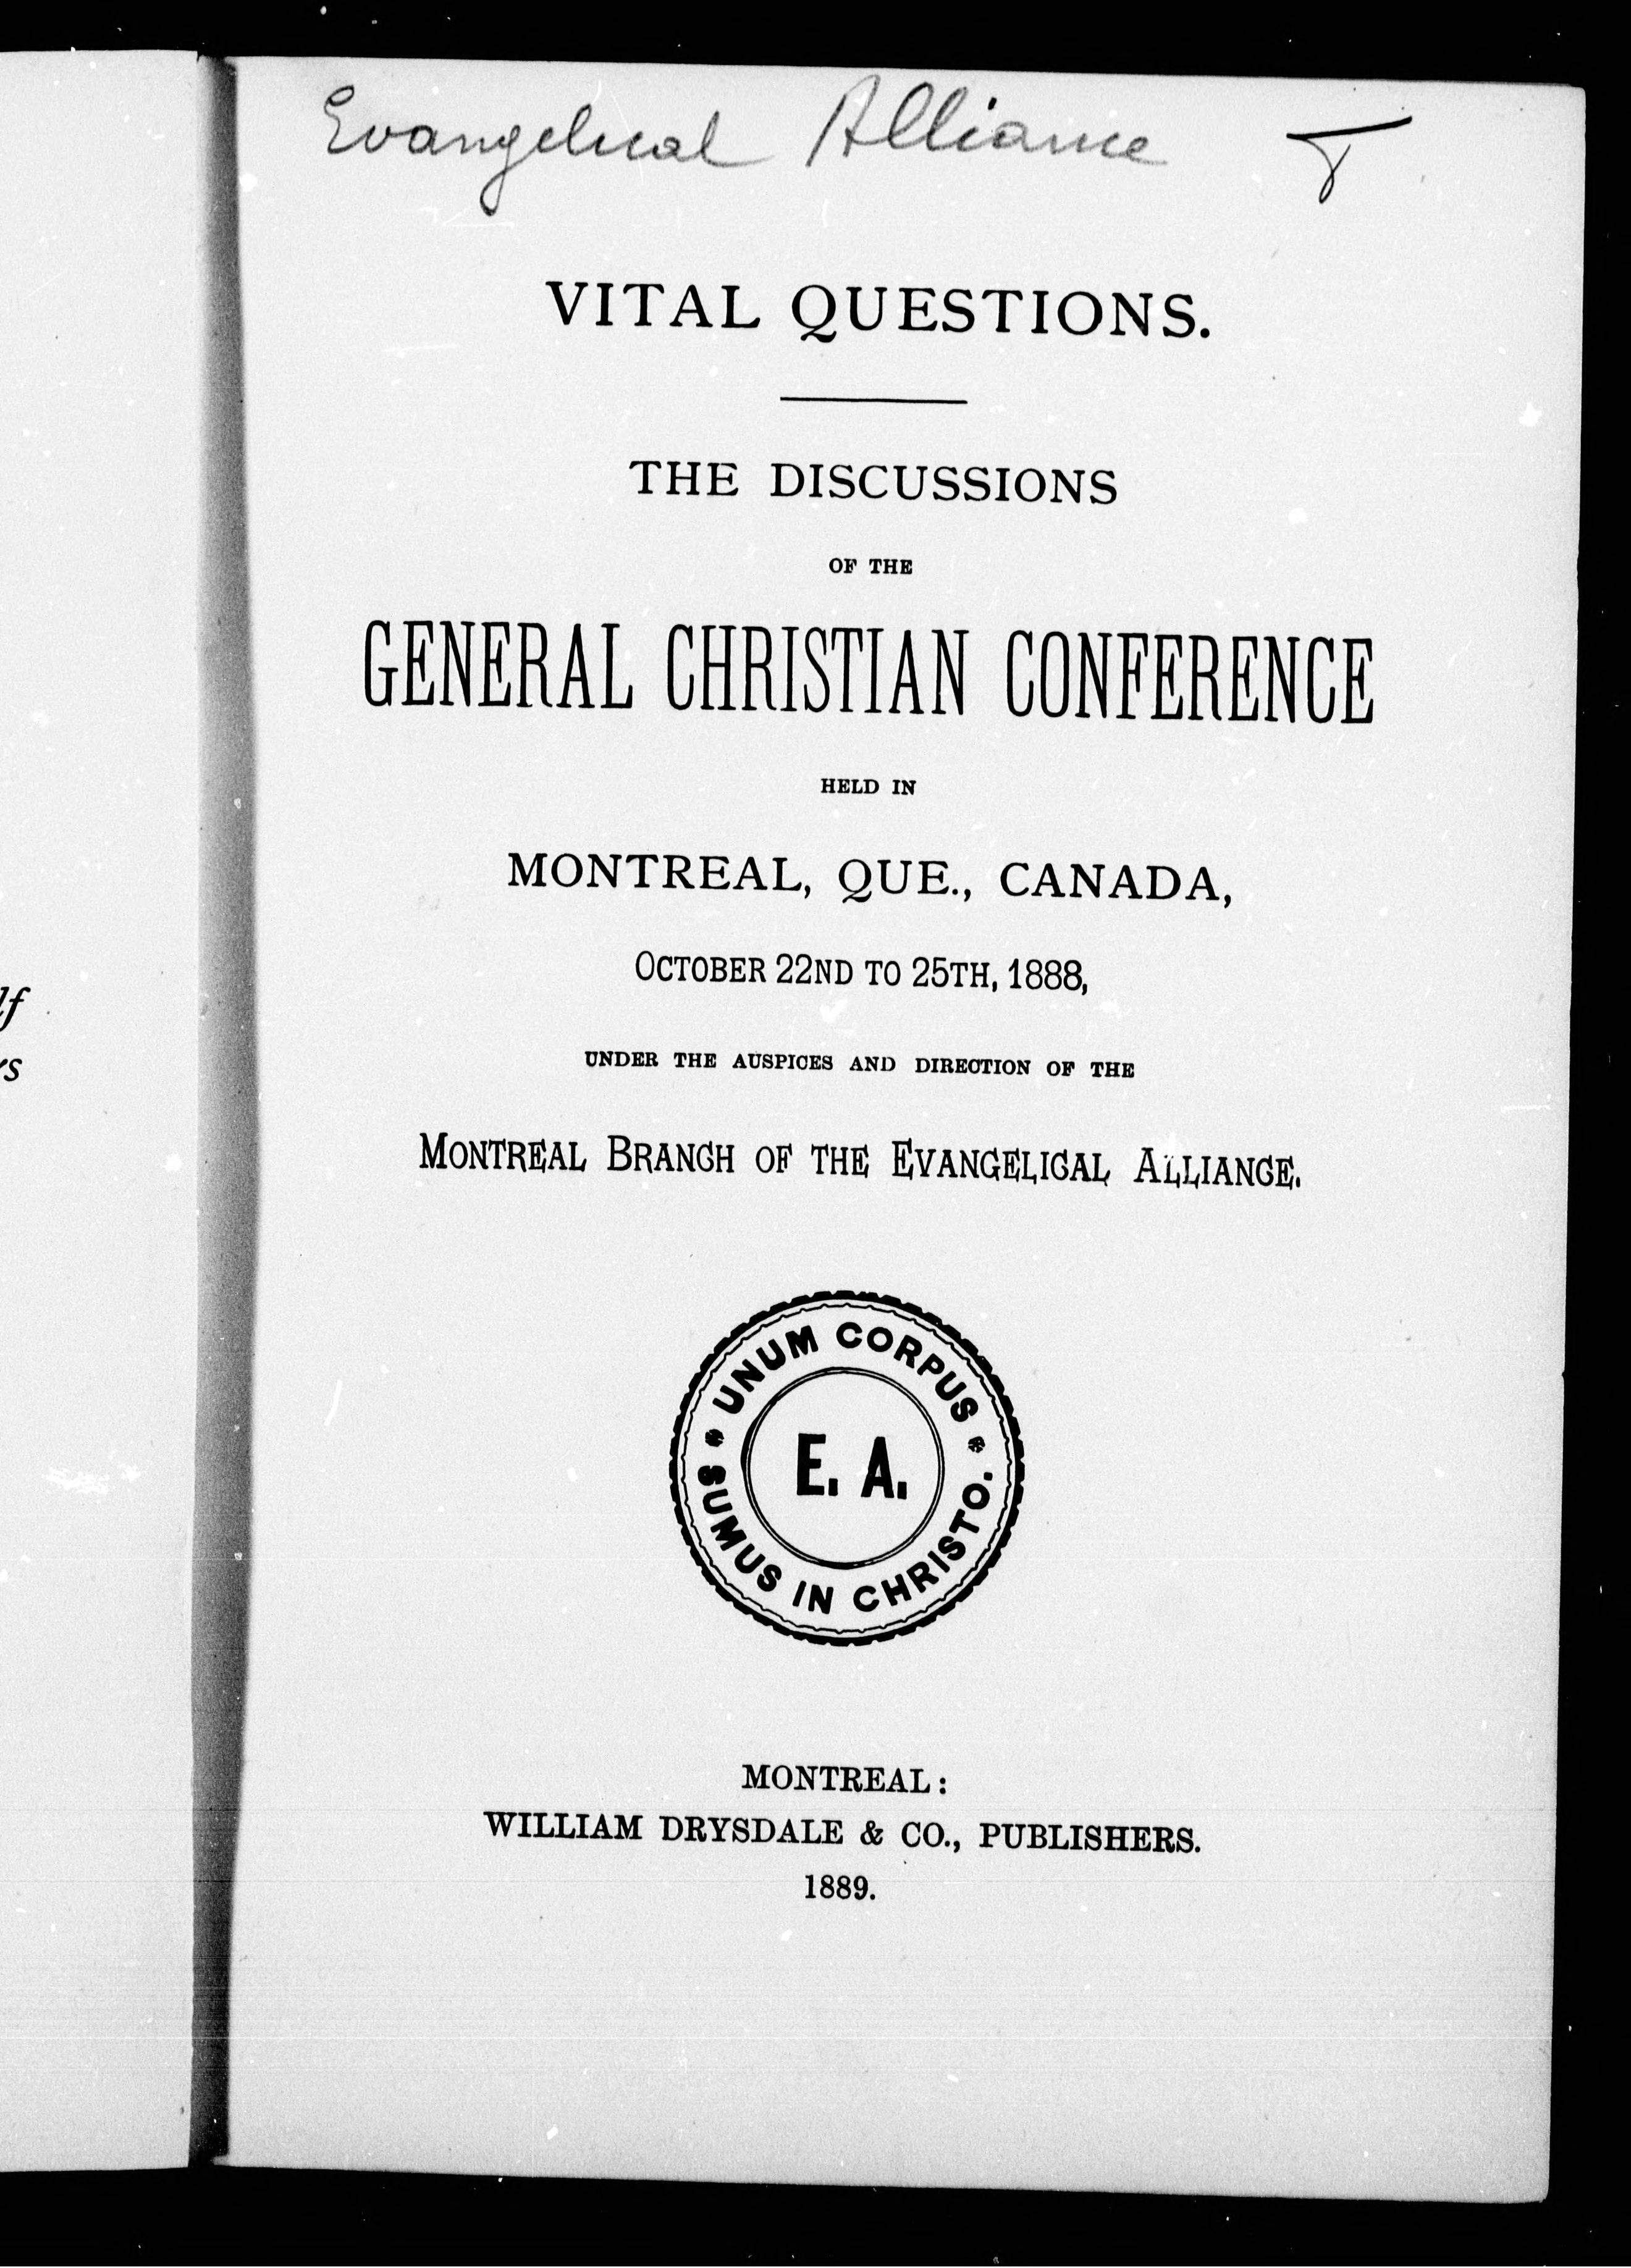 lf
rs
Evangelical Alliance
VITAL QUESTIONS.
THE DISCUSSIONS
OF THE
GENERAL CHRISTIAN CONFERENCE
HELD IN
MONTREAL, QUE., CANADA,
OCTOBER 22ND TO 25TH, 1888,
UNDER THE AUSPICES AND DIRECTION OF THE
MONTREAL BRANCH OF THE EVANGELICAL ALLIANCE.
* UNUM CORPUS *
SUMUS IN CHRISTO.
E. A.
MONTREAL:
WILLIAM DRYSDALE & CO., PUBLISHERS.
1889.